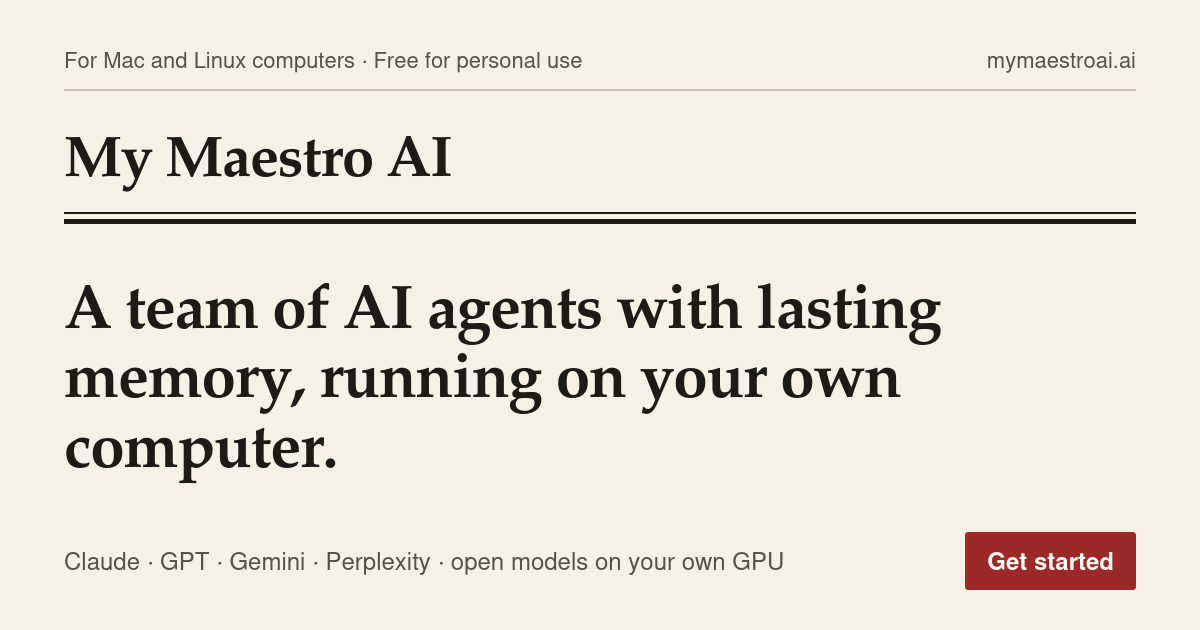 For Mac and Linux computers · Free for personal use
mymaestroai.ai
My Maestro AI
A team of AI agents with lasting
memory, running on your own
computer.
Claude · GPT · Gemini · Perplexity · open models on your own GPU
Get started